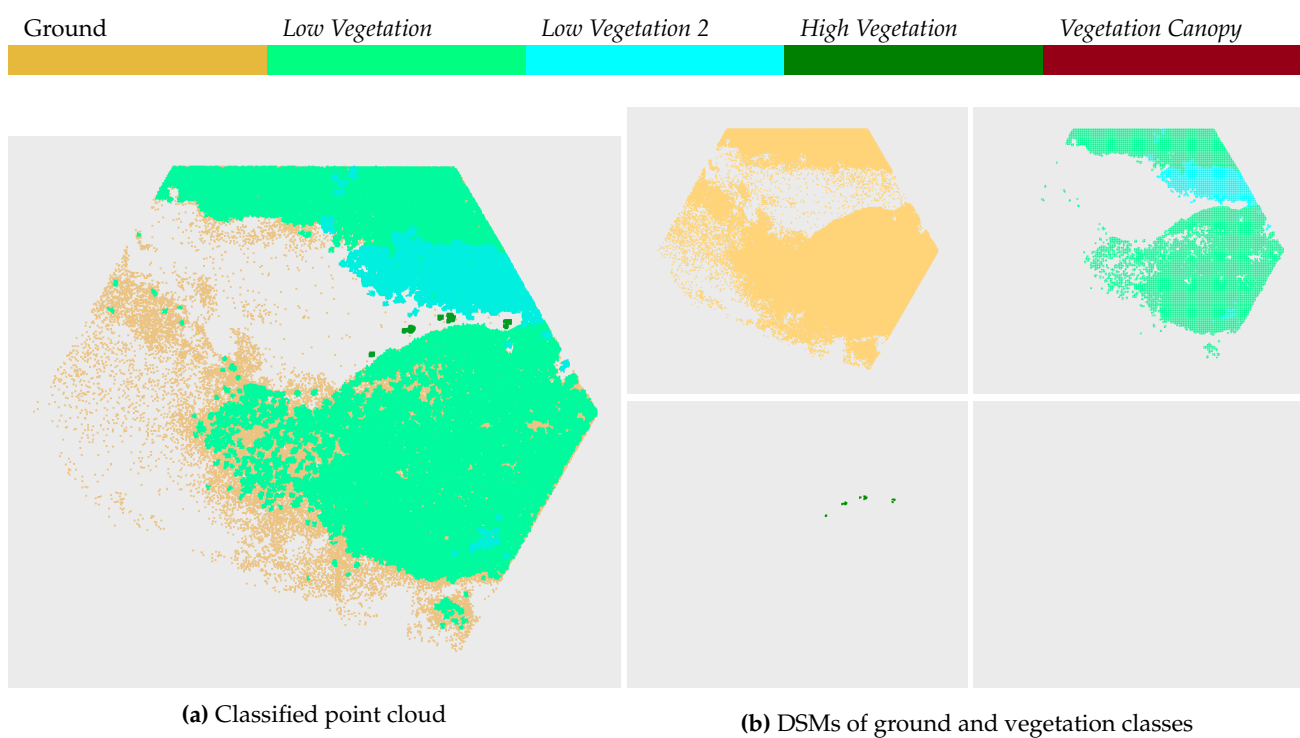 Ground Low Vegetation Low Vegetation 2 High Vegetation Vegetation Canopy
(a) Classified point cloud
(b) DSMs of ground and vegetation classes